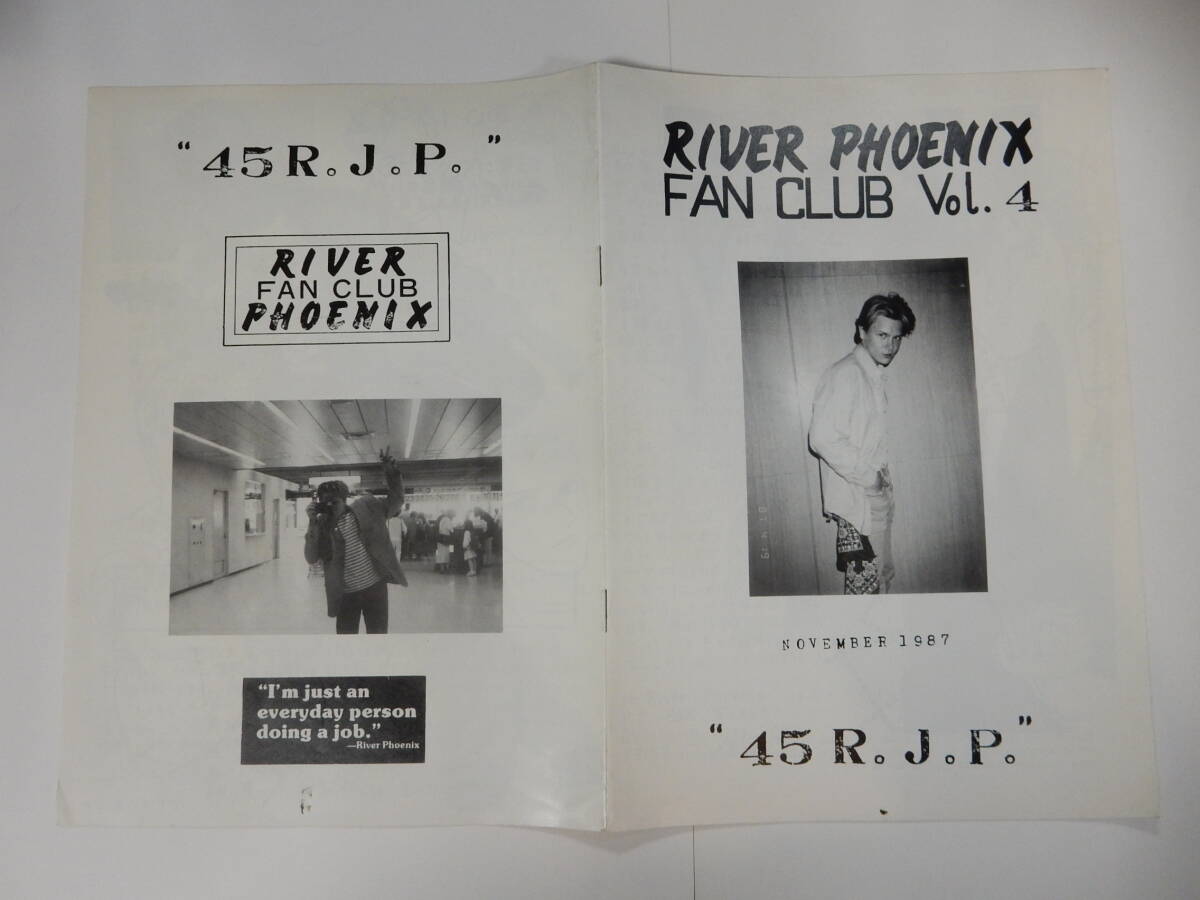 “45 R. J. P.”
RIVER
FAN CLUB
PHOENIX
“I'm just an
everyday person
doing a job.”
—River Phoenix
RIVER PHOENIX
FAN CLUB Vol. 4
NOVEMBER 1987
“45 R. J. P.”